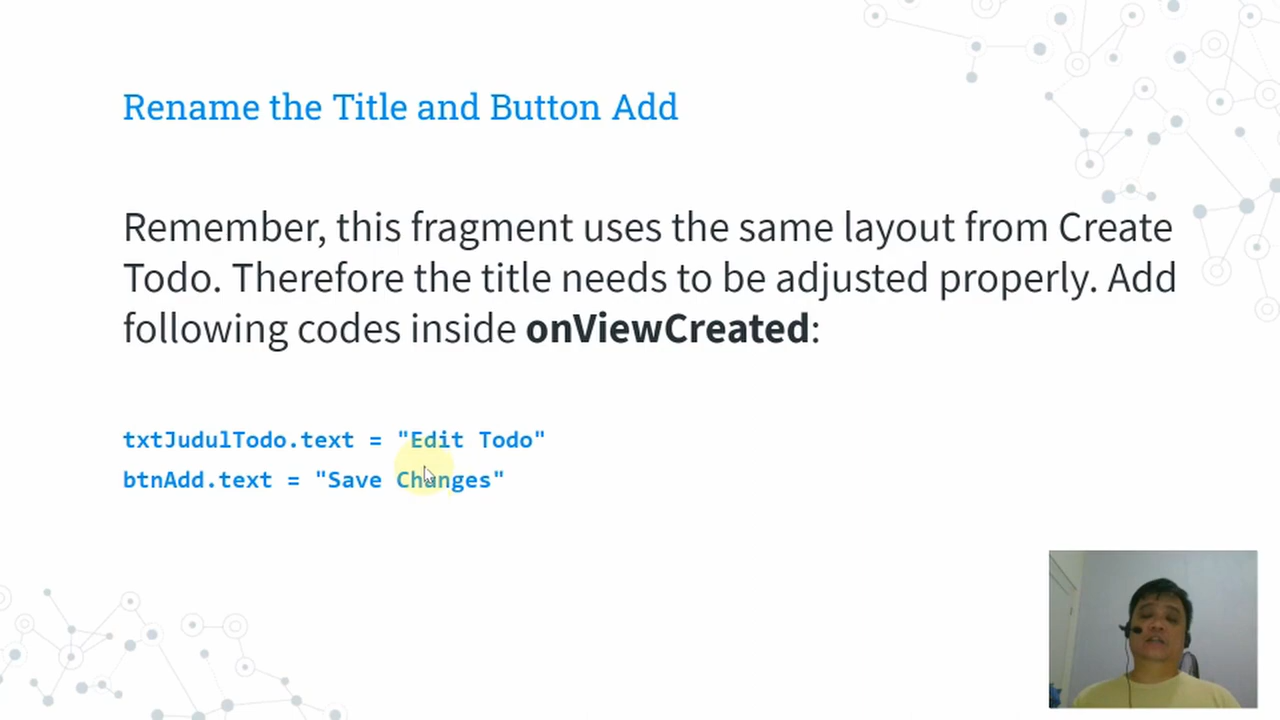 Rename the Title and Button Add
Remember, this fragment uses the same layout from Create
Todo. Therefore the title needs to be adjusted properly. Add
following codes inside onViewCreated:
txtJudulTodo.text = "Edit Todo"
btnAdd.text = "Save Changes"